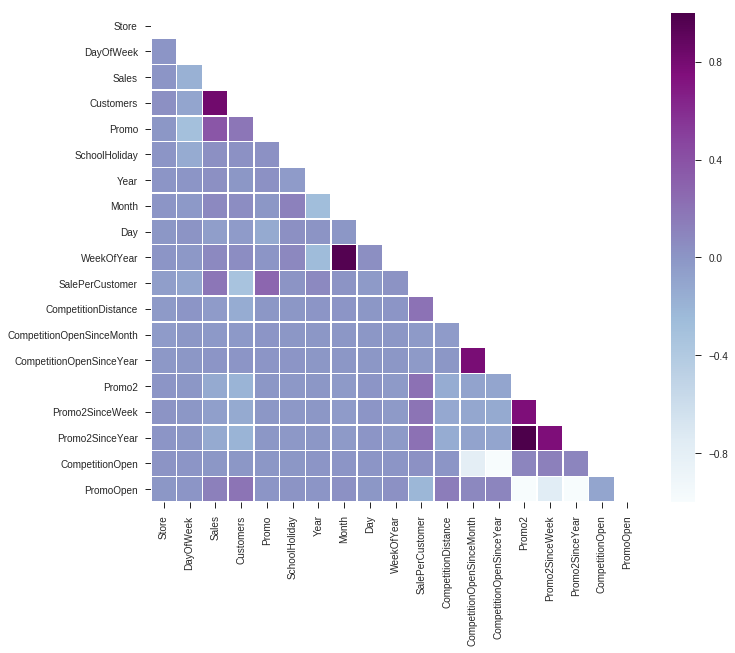 Store
DayOfWeek
Sales
Customers
Promo
SchoolHoliday
Year
Month
Day
WeekOfYear
SalePerCustomer
CompetitionDistance
CompetitionOpenSinceMonth
CompetitionOpenSinceYear
Promo2
Promo2SinceWeek
Promo2SinceYear
CompetitionOpen
PromoOpen
Store
DayOfWeek
Sales
Customers
Promo
SchoolHoliday
Year
Month
Day
WeekOfYear
SalePerCustomer
CompetitionDistance
CompetitionOpenSinceMonth
CompetitionOpenSinceYear
Promo2
Promo2SinceWeek
Promo2SinceYear
CompetitionOpen
PromoOpen
0.8
0.4
0.0
−0.4
−0.8